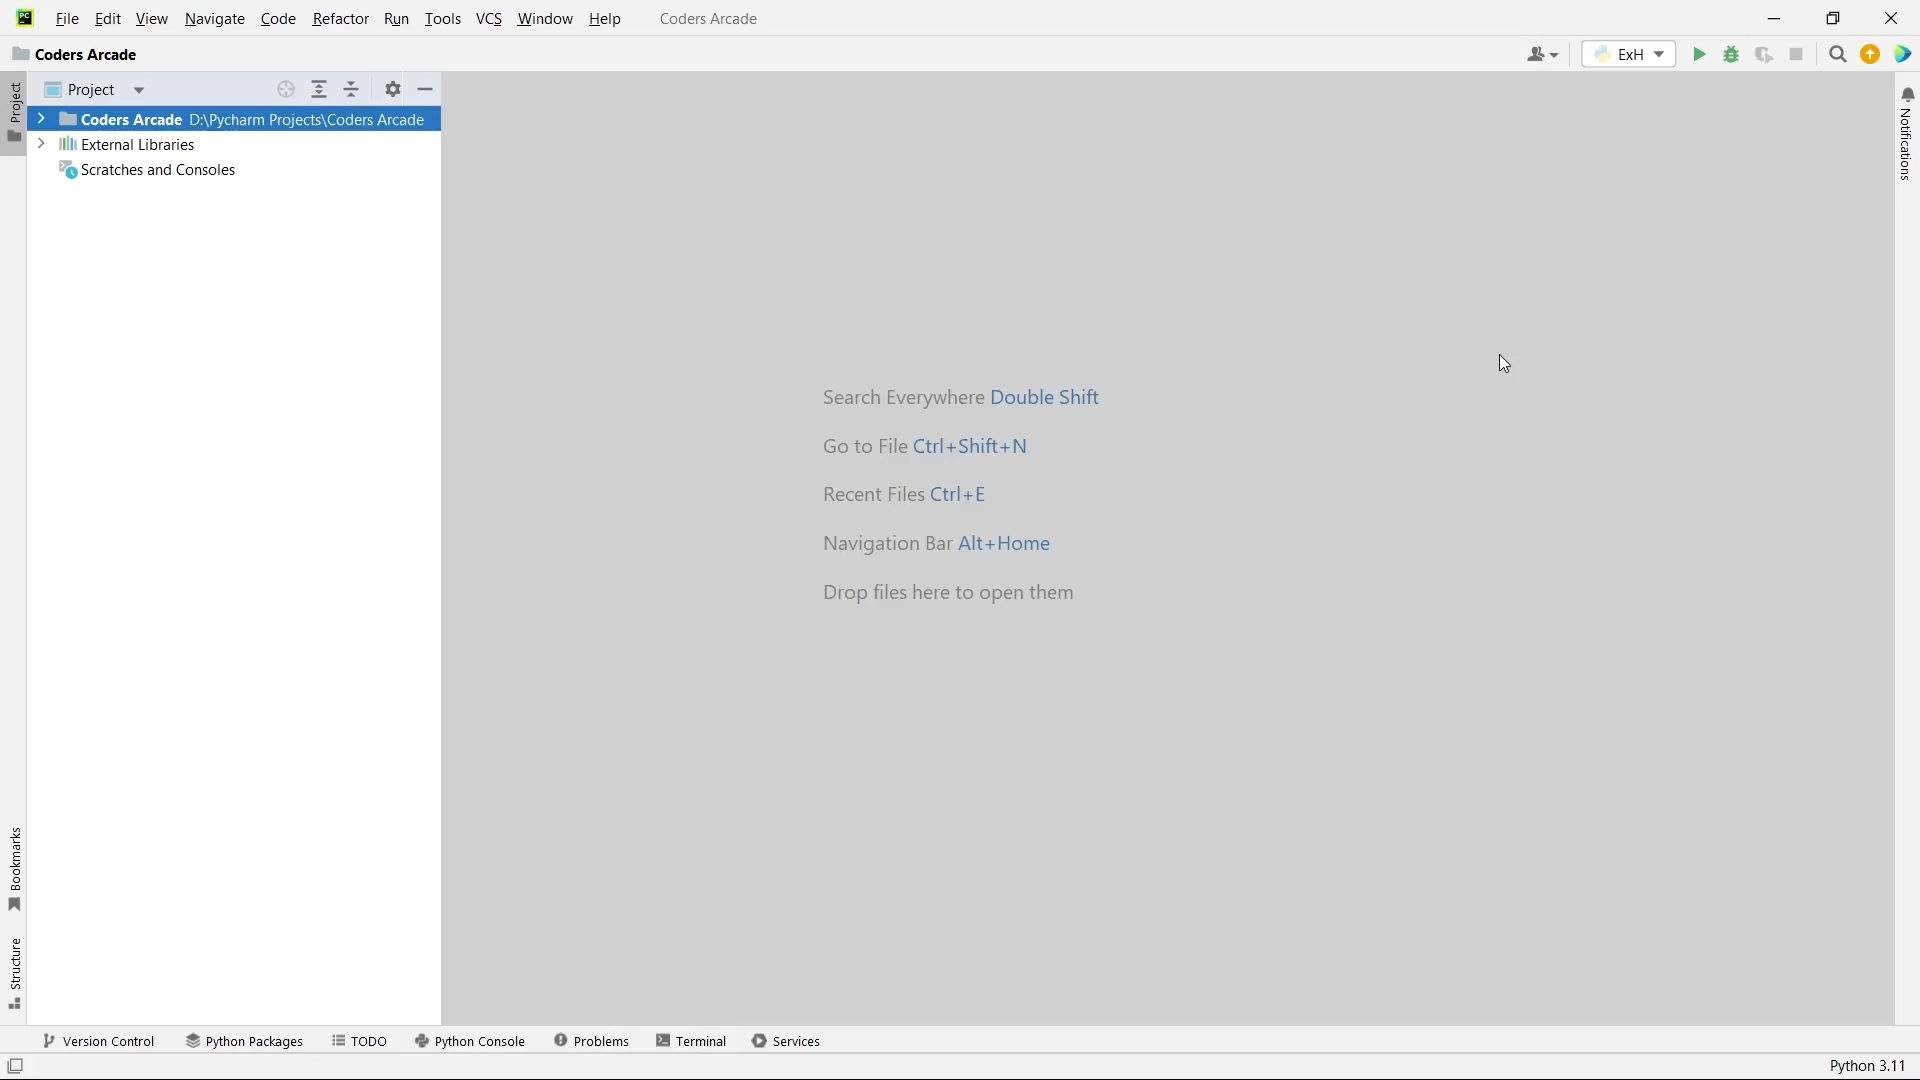 PC
File Edit View Navigate Code Refactor Run Tools VCS Window Help Coders Arcade
Coders Arcade
ExH
Project
Project
Coders Arcade D:\Pycharm Projects\Coders Arcade
External Libraries
Scratches and Consoles
Notifications
Search Everywhere Double Shift
Go to File Ctrl+Shift+N
Recent Files Ctrl+E
Navigation Bar Alt+Home
Drop files here to open them
Bookmarks
Structure
Version Control Python Packages TODO Python Console Problems Terminal Services
Python 3.11